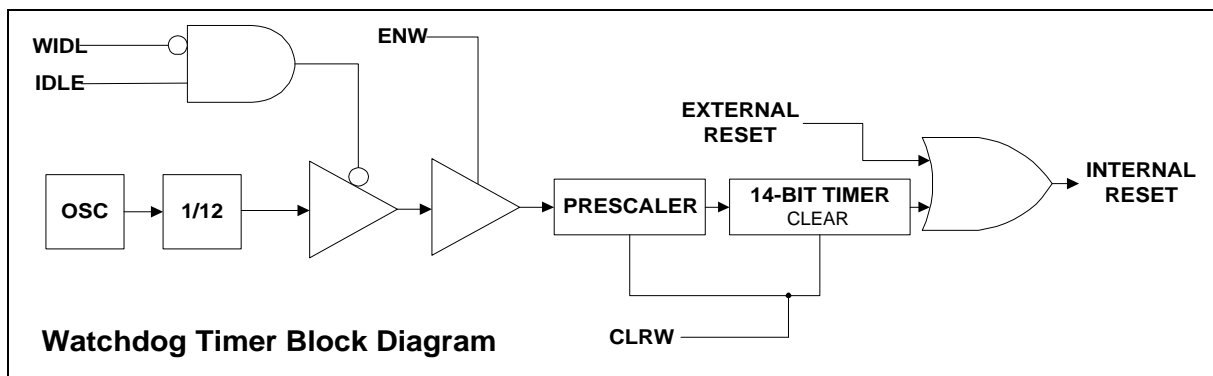 WIDL
IDLE
ENW
EXTERNAL
RESET
INTERNAL
RESET
OSC
1/12
PRESCALER
14-BIT TIMER
CLEAR
CLRW
Watchdog Timer Block Diagram